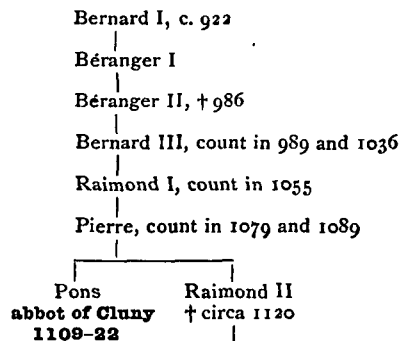 Bernard I, c. 922
Béranger I
Béranger II, † 986
Bernard III, count in 989 and 1036
Raimond I, count in 1055
Pierre, count in 1079 and 1089
Pons
abbot of Cluny
1109-22
Raimond II
† circa 1120